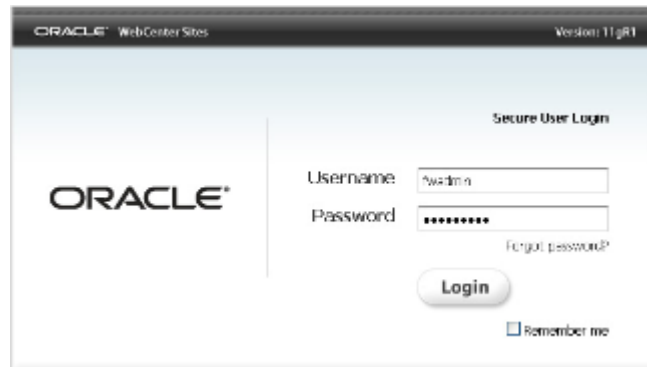 ORACLE® WebCenter Sites
Version: 11gR1
Secure User Login
ORACLE®
Username fwadmin
Password •••••••••
Forgot password?
Login
Remember me